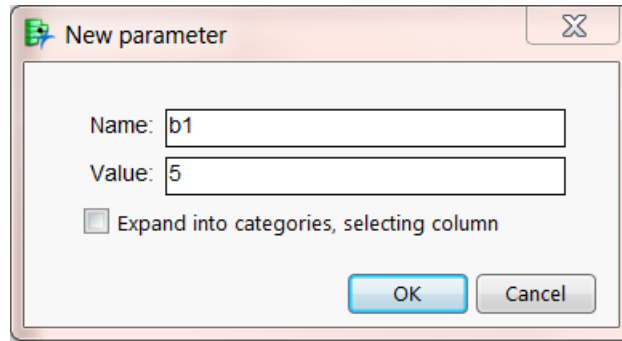 New parameter
Name: b1
Value: 5
Expand into categories, selecting column
OK Cancel